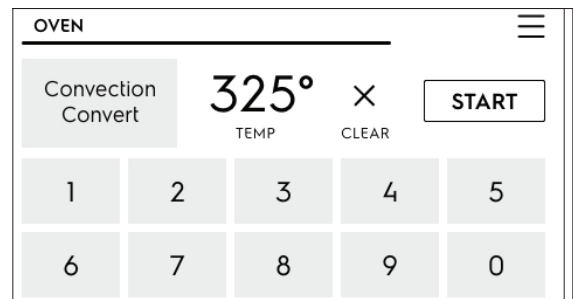 OVEN
Convection
Convert
325°
TEMP
×
CLEAR
START
1 2 3 4 5
6 7 8 9 0